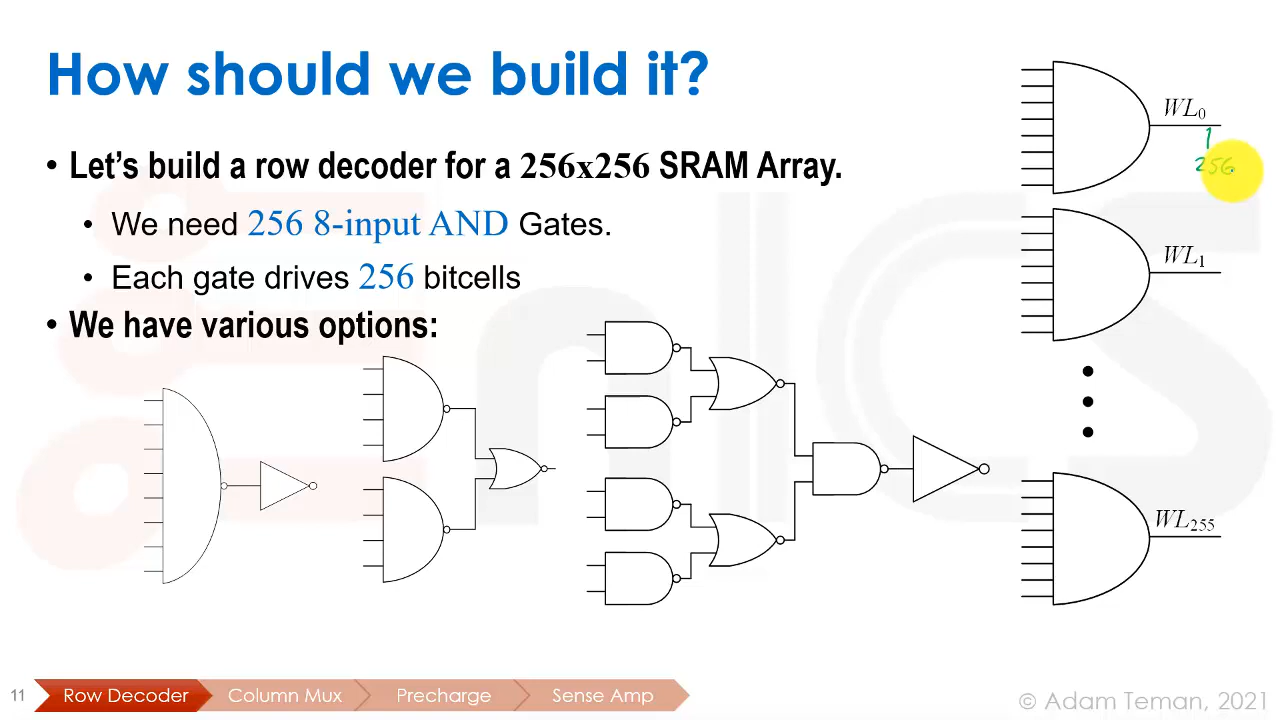 How should we build it?
• Let's build a row decoder for a 256x256 SRAM Array.
• We need 256 8-input AND Gates.
• Each gate drives 256 bitcells
• We have various options:
WL0
1
256
WL1
WL255
11
Row Decoder
Column Mux
Precharge
Sense Amp
© Adam Teman, 2021